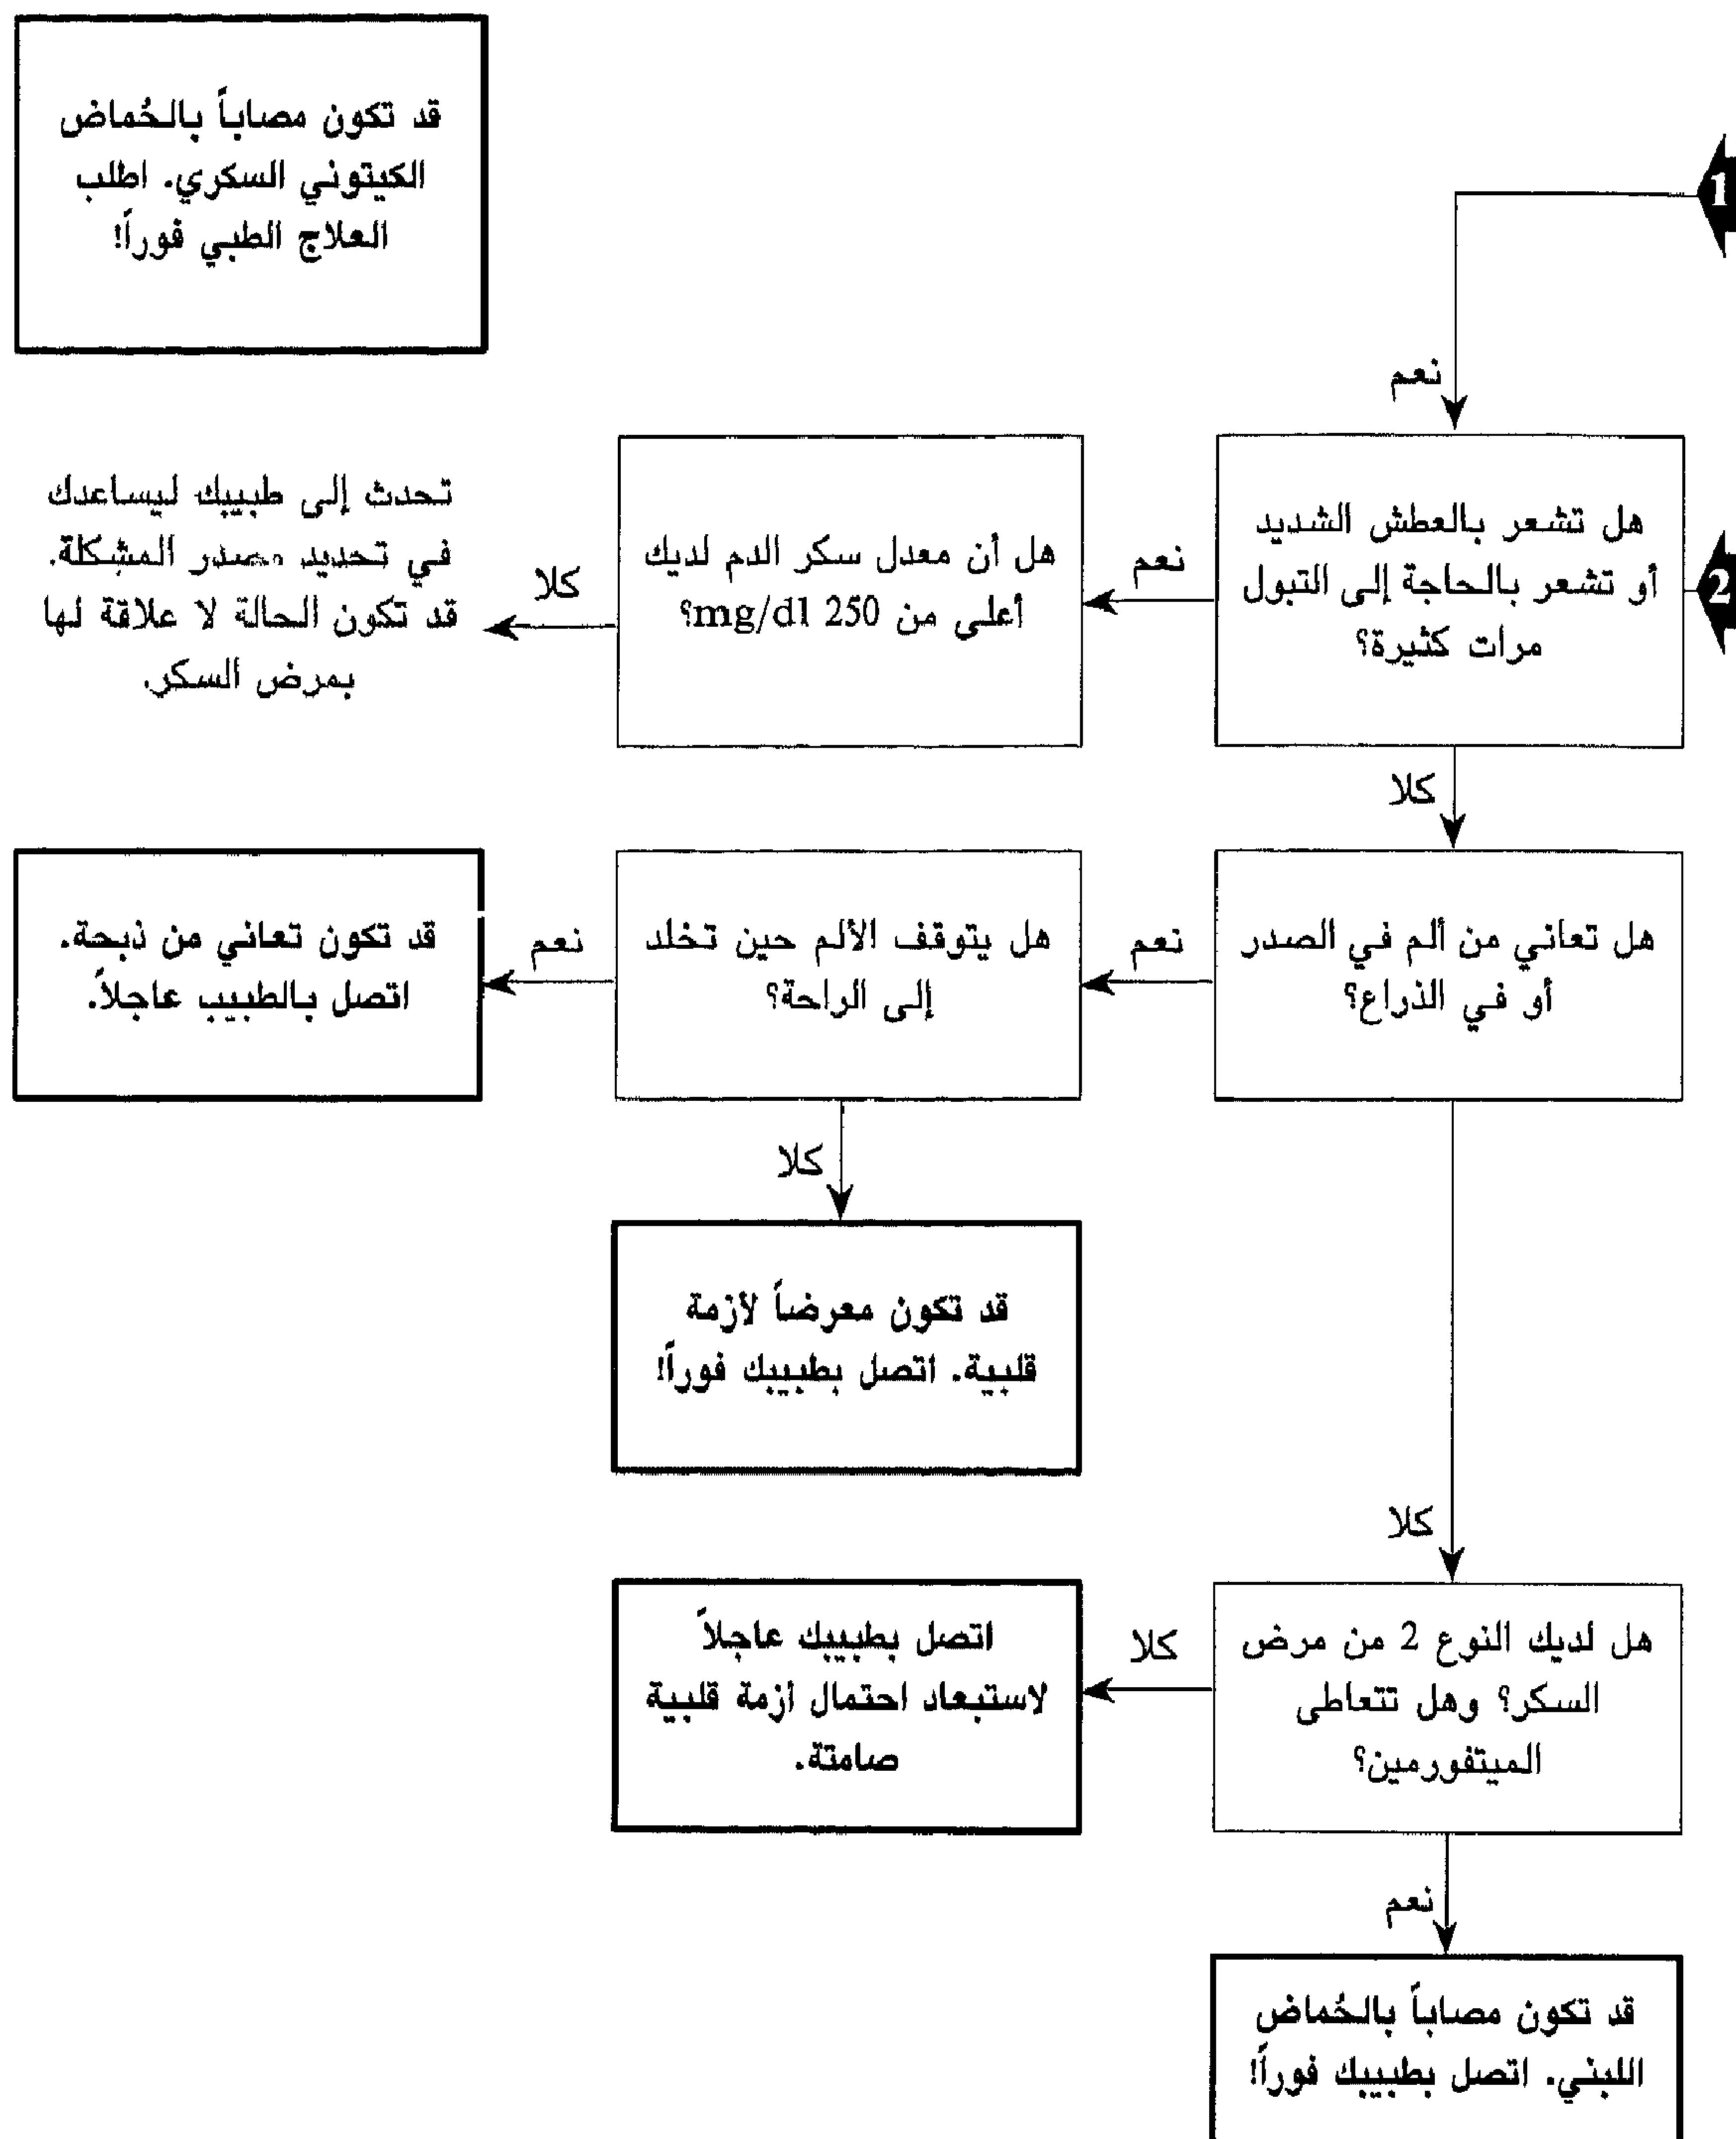 قد تكون مصاباً بالحُماض
الكيتوني السكري. اطلب
العلاج الطبي فوراً!
1
نعم
هل تشعر بالعطش الشديد
أو تشعر بالحاجة إلى التبول
مرات كثيرة؟
2
نعم
هل أن معدل سكر الدم لديك
أعلى من 250 mg/dl؟
كلا
تحدث إلى طبيبك ليساعدك
في تحديد مصدر المشكلة.
قد تكون الحالة لا علاقة لها
بمرض السكر.
كلا
هل تعاني من ألم في الصدر
أو في الذراع؟
نعم
هل يتوقف الألم حين تخلد
إلى الراحة؟
نعم
قد تكون تعاني من ذبحة.
اتصل بالطبيب عاجلاً.
كلا
قد تكون معرضاً لأزمة
قلبية. اتصل بطبيبك فوراً!
كلا
هل لديك النوع 2 من مرض
السكر؟ وهل تتعاطى
الميتفورمين؟
كلا
اتصل بطبيبك عاجلاً
لاستبعاد احتمال أزمة قلبية
صامتة.
نعم
قد تكون مصاباً بالحُماض
اللبني. اتصل بطبيبك فوراً!